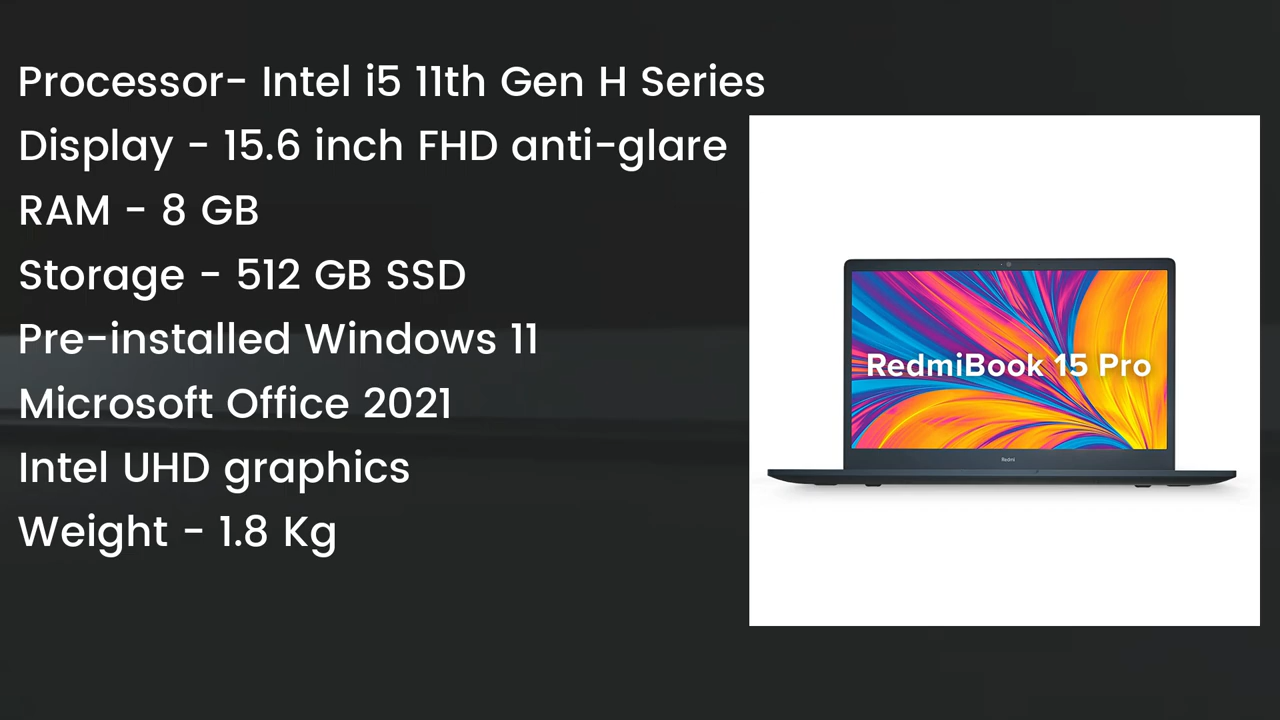 Processor- Intel i5 11th Gen H Series
Display - 15.6 inch FHD anti-glare
RAM - 8 GB
Storage - 512 GB SSD
Pre-installed Windows 11
Microsoft Office 2021
Intel UHD graphics
Weight - 1.8 Kg
RedmiBook 15 Pro
Redmi